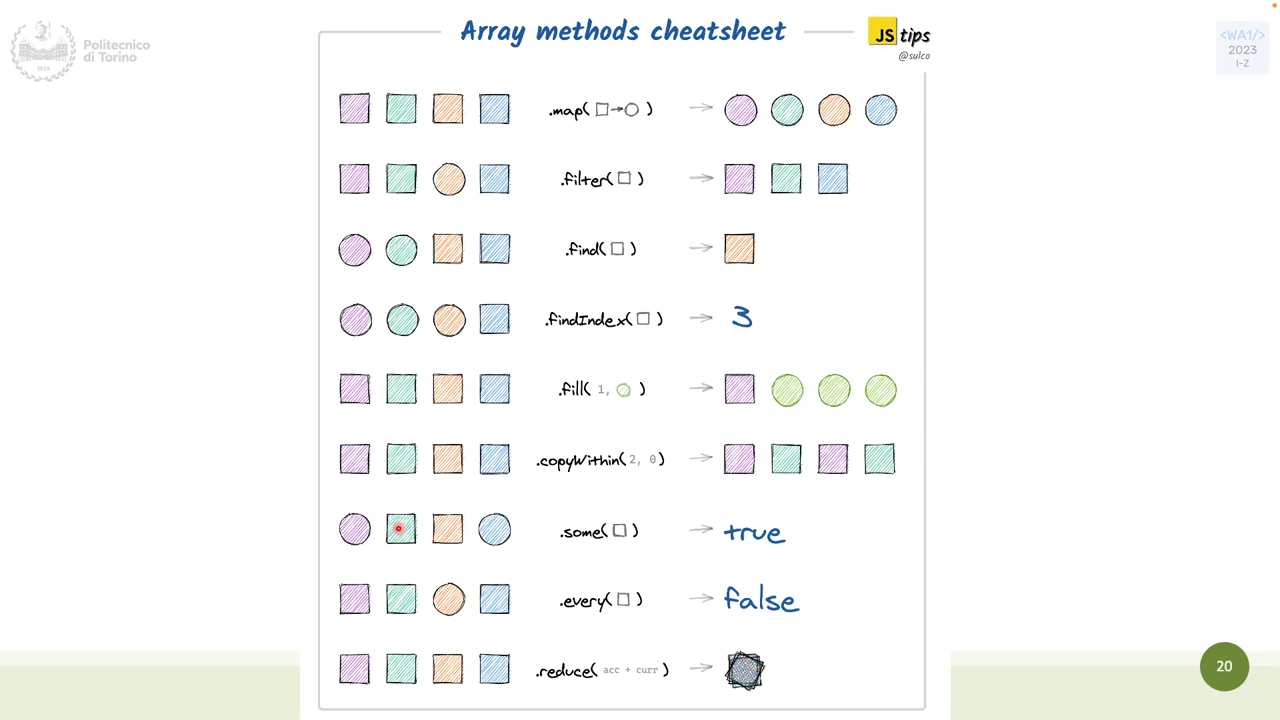 Politecnico
di Torino
1859
Array methods cheatsheet
JS tips
@sulco
<WA1/>
2023
I-Z
.map( → )
.filter( )
.find( )
.findIndex( )
3
.fill( 1, )
.copyWithin( 2, 0 )
.some( )
true
.every( )
false
.reduce( acc + curr )
20